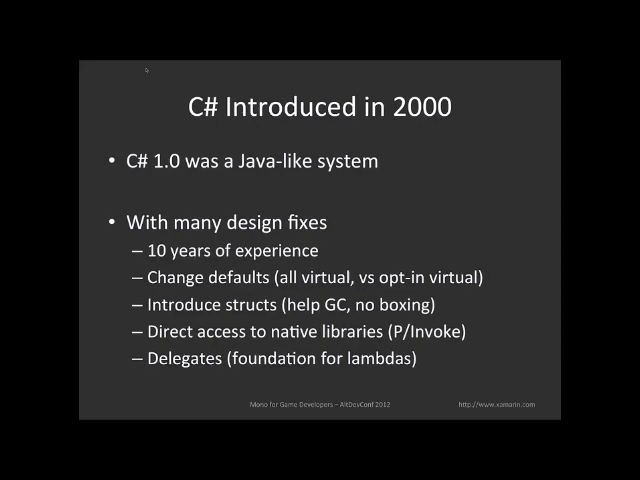 C# Introduced in 2000
• C# 1.0 was a Java-like system
• With many design fixes
– 10 years of experience
– Change defaults (all virtual, vs opt-in virtual)
– Introduce structs (help GC, no boxing)
– Direct access to native libraries (P/Invoke)
– Delegates (foundation for lambdas)
Mono for Game Developers – AltDevConf 2012 http://www.xamarin.com